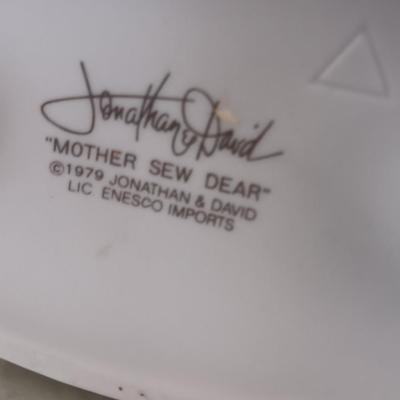 Jonathan & David
"MOTHER SEW DEAR"
©1979 JONATHAN & DAVID
LIC. ENESCO IMPORTS